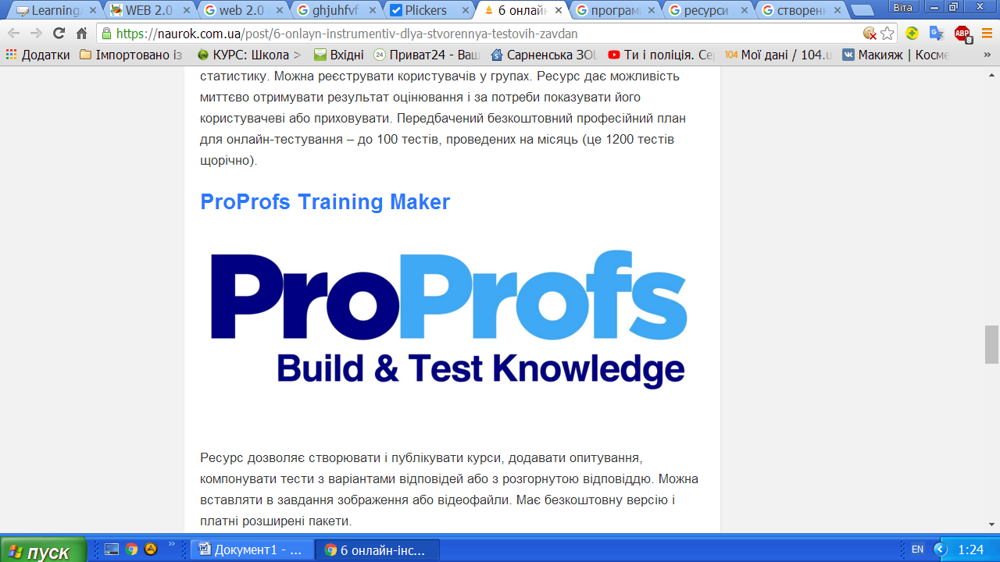 Learning
WEB 2.0
web 2.0
ghjuhfvf
Plickers
6 онлайн
програм
ресурси
створен
Віта
https://naurok.com.ua/post/6-onlayn-instrumentiv-dlya-stvorennya-testovih-zavdan
ABP
8
Додатки
Імпортовано із
КУРС: Школа >
Вхідні
24
Приват24 - Ваш
Сарненська ЗОШ
Ти і поліція. Се
104
Мої дані / 104.u
Макияж | Косме
»
статистику. Можна реєструвати користувачів у групах. Ресурс дає можливість
миттєво отримувати результат оцінювання і за потреби показувати його
користувачеві або приховувати. Передбачений безкоштовний професійний план
для онлайн-тестування – до 100 тестів, проведених на місяць (це 1200 тестів
щорічно).
ProProfs Training Maker
ProProfs
Build & Test Knowledge
Ресурс дозволяє створювати і публікувати курси, додавати опитування,
компонувати тести з варіантами відповідей або з розгорнутою відповіддю. Можна
вставляти в завдання зображення або відеофайли. Має безкоштовну версію і
платні розширені пакети.
пуск
»
Документ1 - ...
6 онлайн-інс...
EN
1:24